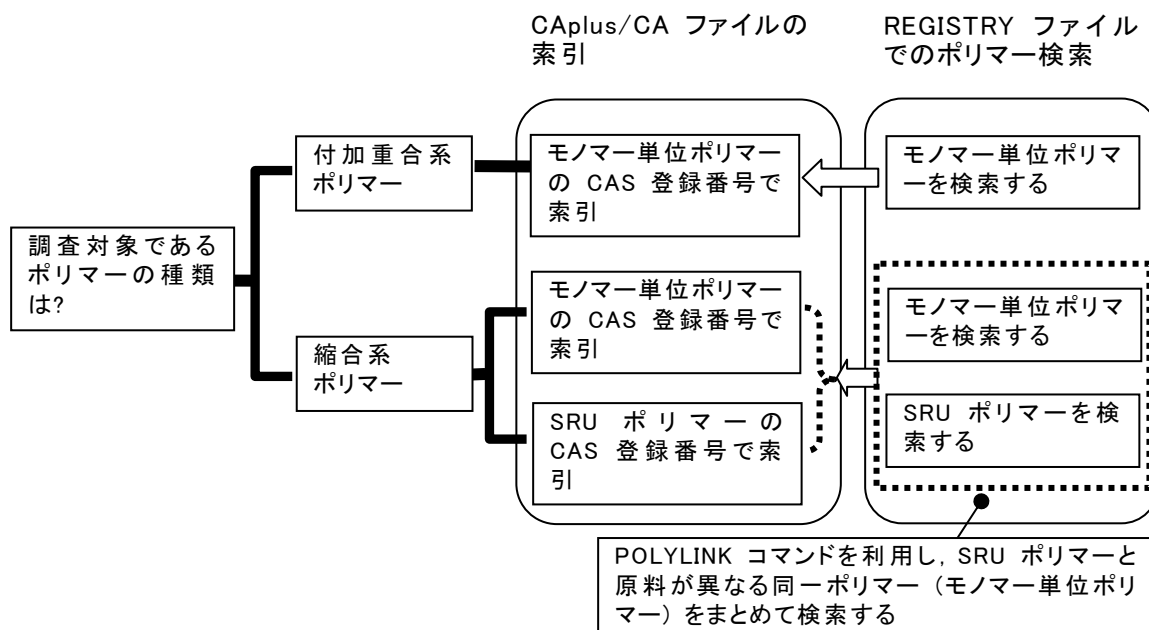 CAplus/CA ファイルの
索引
REGISTRY ファイル
でのポリマー検索
調査対象である
ポリマーの種類
は?
付加重合系
ポリマー
モノマー単位ポリマー
の CAS 登録番号で
索引
モノマー単位ポリマ
ーを検索する
縮合系
ポリマー
モノマー単位ポリマー
の CAS 登録番号で
索引
モノマー単位ポリマ
ーを検索する
SRU ポリマーの
CAS 登録番号で索
引
SRU ポリマーを検
索する
POLYLINK コマンドを利用し, SRU ポリマーと
原料が異なる同一ポリマー (モノマー単位ポリ
マー) をまとめて検索する